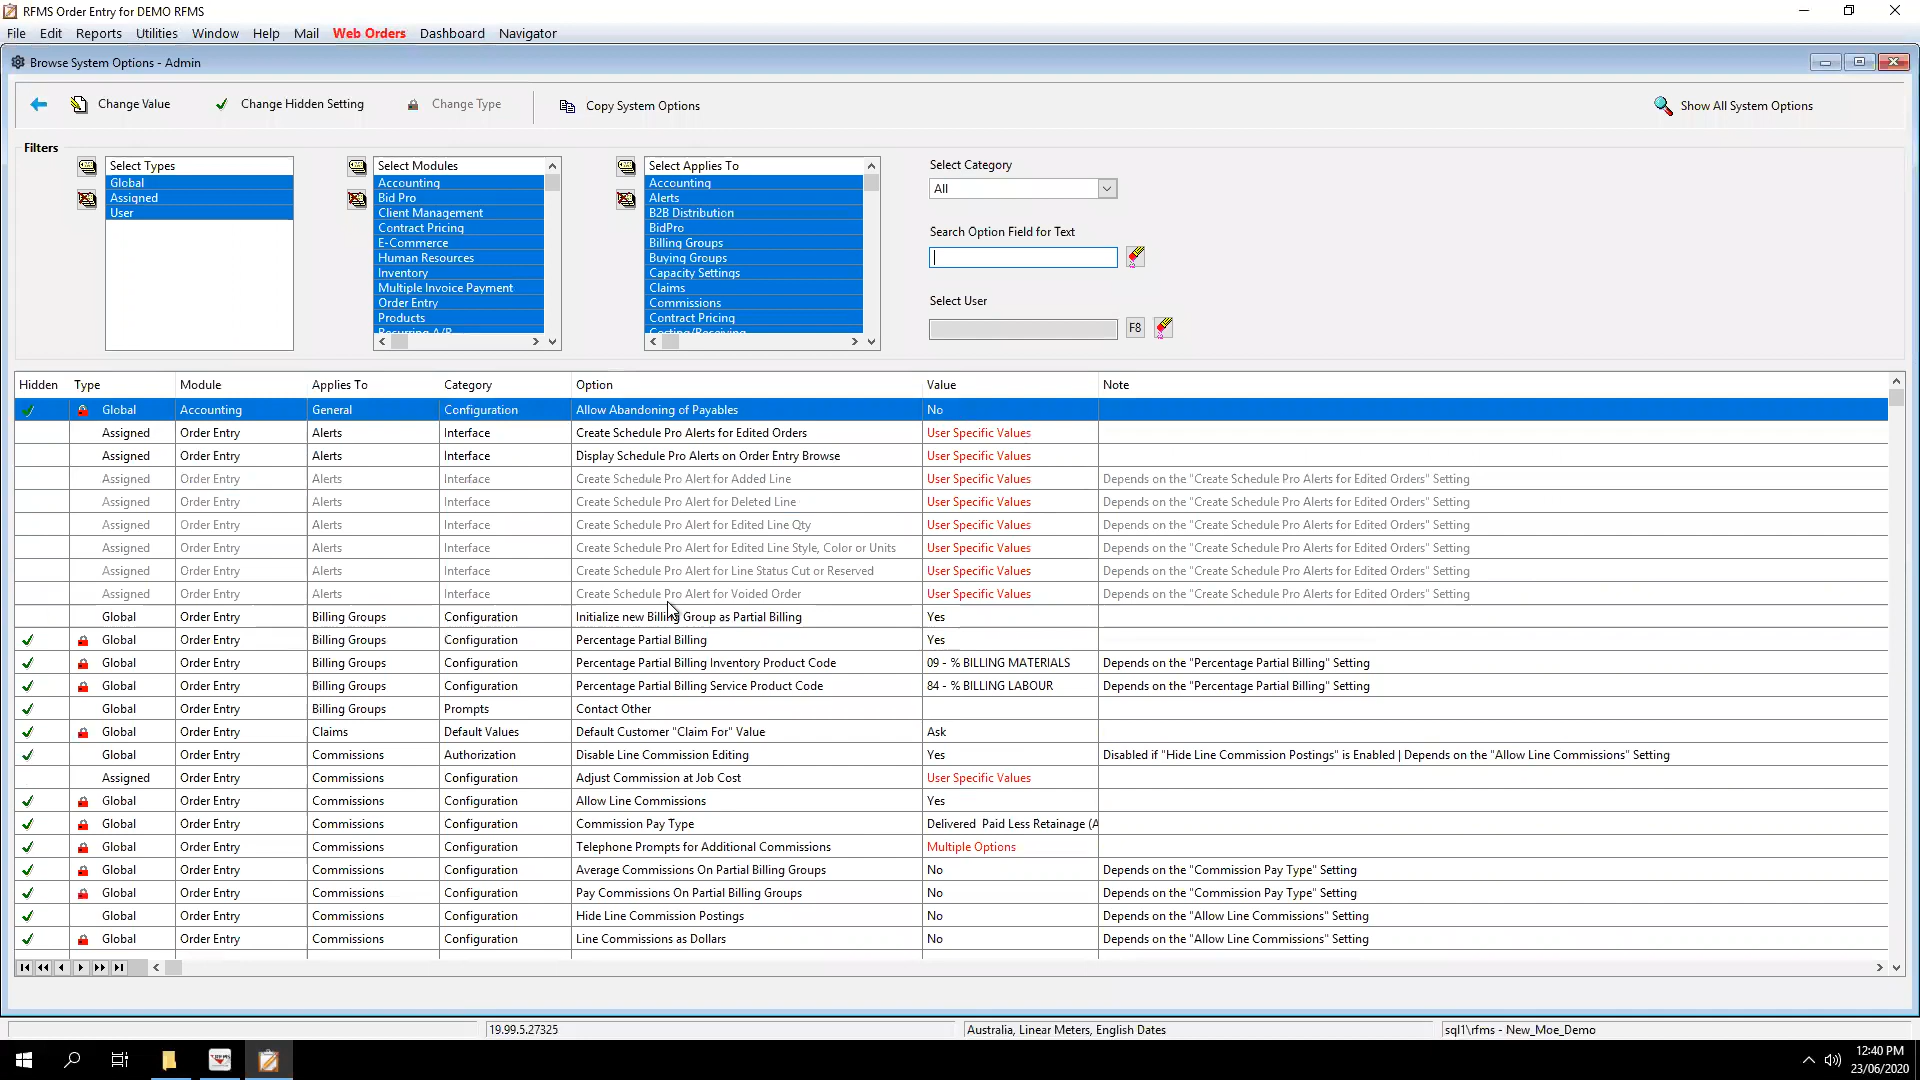 RFMS Order Entry for DEMO RFMS
File Edit Reports Utilities Window Help Mail Web Orders Dashboard Navigator
Browse System Options - Admin
Change Value Change Hidden Setting Change Type Copy System Options Show All System Options
Filters
Select Types
Global
Assigned
User
Select Modules
Accounting
Bid Pro
Client Management
Contract Pricing
E-Commerce
Human Resources
Inventory
Multiple Invoice Payment
Order Entry
Products
Recurring A/R
Select Applies To
Accounting
Alerts
B2B Distribution
BidPro
Billing Groups
Buying Groups
Capacity Settings
Claims
Commissions
Contract Pricing
Costing/Receiving
Select Category
All
Search Option Field for Text
Select User
F8
Hidden Type Module Applies To Category Option Value Note
Global Accounting General Configuration Allow Abandoning of Payables No
Assigned Order Entry Alerts Interface Create Schedule Pro Alerts for Edited Orders User Specific Values
Assigned Order Entry Alerts Interface Display Schedule Pro Alerts on Order Entry Browse User Specific Values
Assigned Order Entry Alerts Interface Create Schedule Pro Alert for Added Line User Specific Values Depends on the "Create Schedule Pro Alerts for Edited Orders" Setting
Assigned Order Entry Alerts Interface Create Schedule Pro Alert for Deleted Line User Specific Values Depends on the "Create Schedule Pro Alerts for Edited Orders" Setting
Assigned Order Entry Alerts Interface Create Schedule Pro Alert for Edited Line Qty User Specific Values Depends on the "Create Schedule Pro Alerts for Edited Orders" Setting
Assigned Order Entry Alerts Interface Create Schedule Pro Alert for Edited Line Style, Color or Units User Specific Values Depends on the "Create Schedule Pro Alerts for Edited Orders" Setting
Assigned Order Entry Alerts Interface Create Schedule Pro Alert for Line Status Cut or Reserved User Specific Values Depends on the "Create Schedule Pro Alerts for Edited Orders" Setting
Assigned Order Entry Alerts Interface Create Schedule Pro Alert for Voided Order User Specific Values Depends on the "Create Schedule Pro Alerts for Edited Orders" Setting
Global Order Entry Billing Groups Configuration Initialize new Billing Group as Partial Billing Yes
Global Order Entry Billing Groups Configuration Percentage Partial Billing Yes
Global Order Entry Billing Groups Configuration Percentage Partial Billing Inventory Product Code 09 - % BILLING MATERIALS Depends on the "Percentage Partial Billing" Setting
Global Order Entry Billing Groups Configuration Percentage Partial Billing Service Product Code 84 - % BILLING LABOUR Depends on the "Percentage Partial Billing" Setting
Global Order Entry Billing Groups Prompts Contact Other
Global Order Entry Claims Default Values Default Customer "Claim For" Value Ask
Global Order Entry Commissions Authorization Disable Line Commission Editing Yes Disabled if "Hide Line Commission Postings" is Enabled | Depends on the "Allow Line Commissions" Setting
Assigned Order Entry Commissions Configuration Adjust Commission at Job Cost User Specific Values
Global Order Entry Commissions Configuration Allow Line Commissions Yes
Global Order Entry Commissions Configuration Commission Pay Type Delivered Paid Less Retainage (A
Global Order Entry Commissions Configuration Telephone Prompts for Additional Commissions Multiple Options
Global Order Entry Commissions Configuration Average Commissions On Partial Billing Groups No Depends on the "Commission Pay Type" Setting
Global Order Entry Commissions Configuration Pay Commissions On Partial Billing Groups No Depends on the "Commission Pay Type" Setting
Global Order Entry Commissions Configuration Hide Line Commission Postings No Depends on the "Allow Line Commissions" Setting
Global Order Entry Commissions Configuration Line Commissions as Dollars No Depends on the "Allow Line Commissions" Setting
19.99.5.27325 Australia, Linear Meters, English Dates sql1\rfms - New_Moe_Demo
12:40 PM
23/06/2020